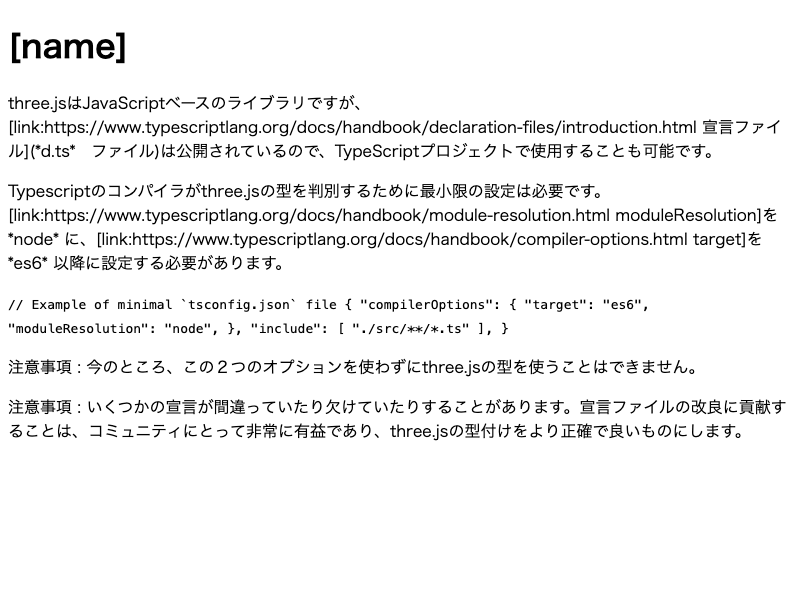 [name]
three.jsはJavaScriptベースのライブラリですが、
[link:https://www.typescriptlang.org/docs/handbook/declaration-files/introduction.html 宣言ファイ
ル](*d.ts*　ファイル)は公開されているので、TypeScriptプロジェクトで使用することも可能です。
Typescriptのコンパイラがthree.jsの型を判別するために最小限の設定は必要です。
[link:https://www.typescriptlang.org/docs/handbook/module-resolution.html moduleResolution]を
*node* に、[link:https://www.typescriptlang.org/docs/handbook/compiler-options.html target]を
*es6* 以降に設定する必要があります。
// Example of minimal `tsconfig.json` file { "compilerOptions": { "target": "es6",
"moduleResolution": "node", }, "include": [ "./src/**/*.ts" ], }
注意事項 : 今のところ、この２つのオプションを使わずにthree.jsの型を使うことはできません。
注意事項 : いくつかの宣言が間違っていたり欠けていたりすることがあります。宣言ファイルの改良に貢献す
ることは、コミュニティにとって非常に有益であり、three.jsの型付けをより正確で良いものにします。